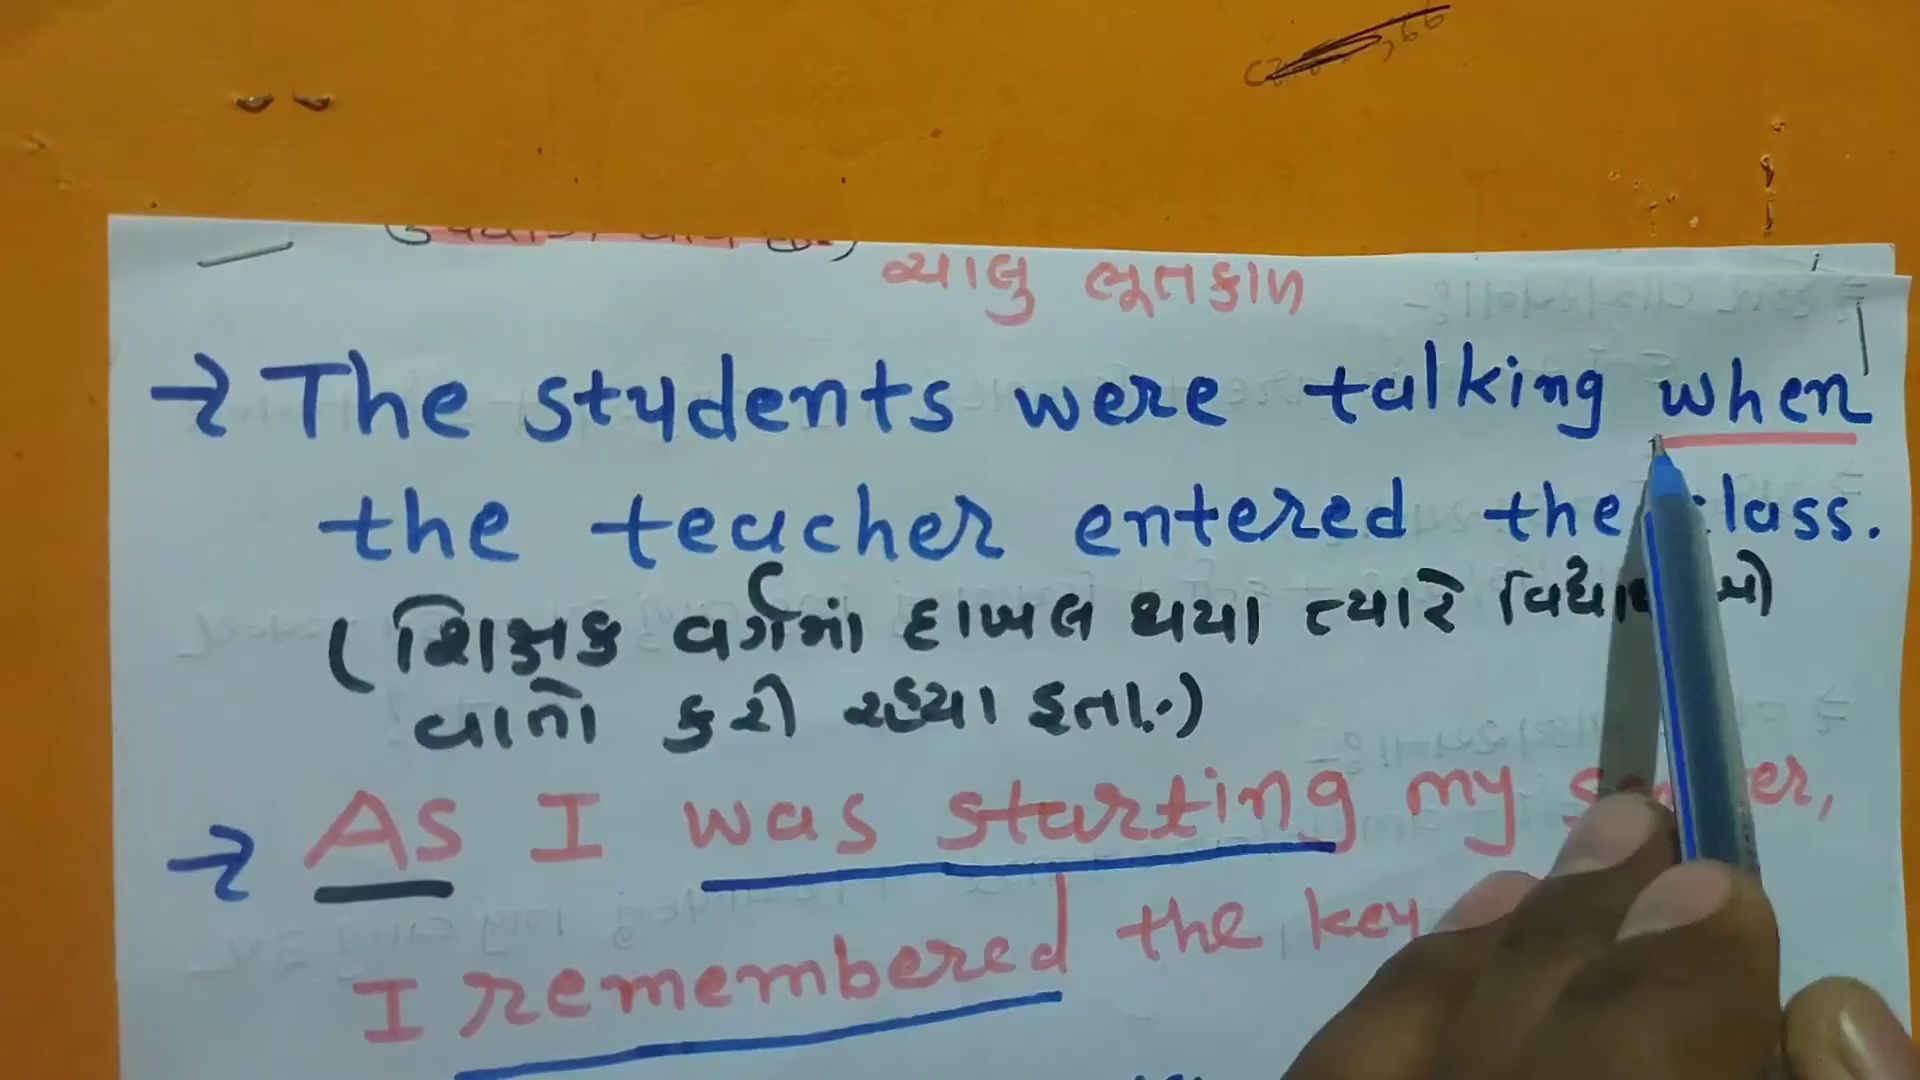 ચાલુ ભૂતકાળ
→ The students were talking when
the teacher entered the class.
(શિક્ષક વર્ગમાં દાખલ થયા ત્યારે
વાતો કરી રહ્યા હતા.)
→ As I was starting my
I remembered the key